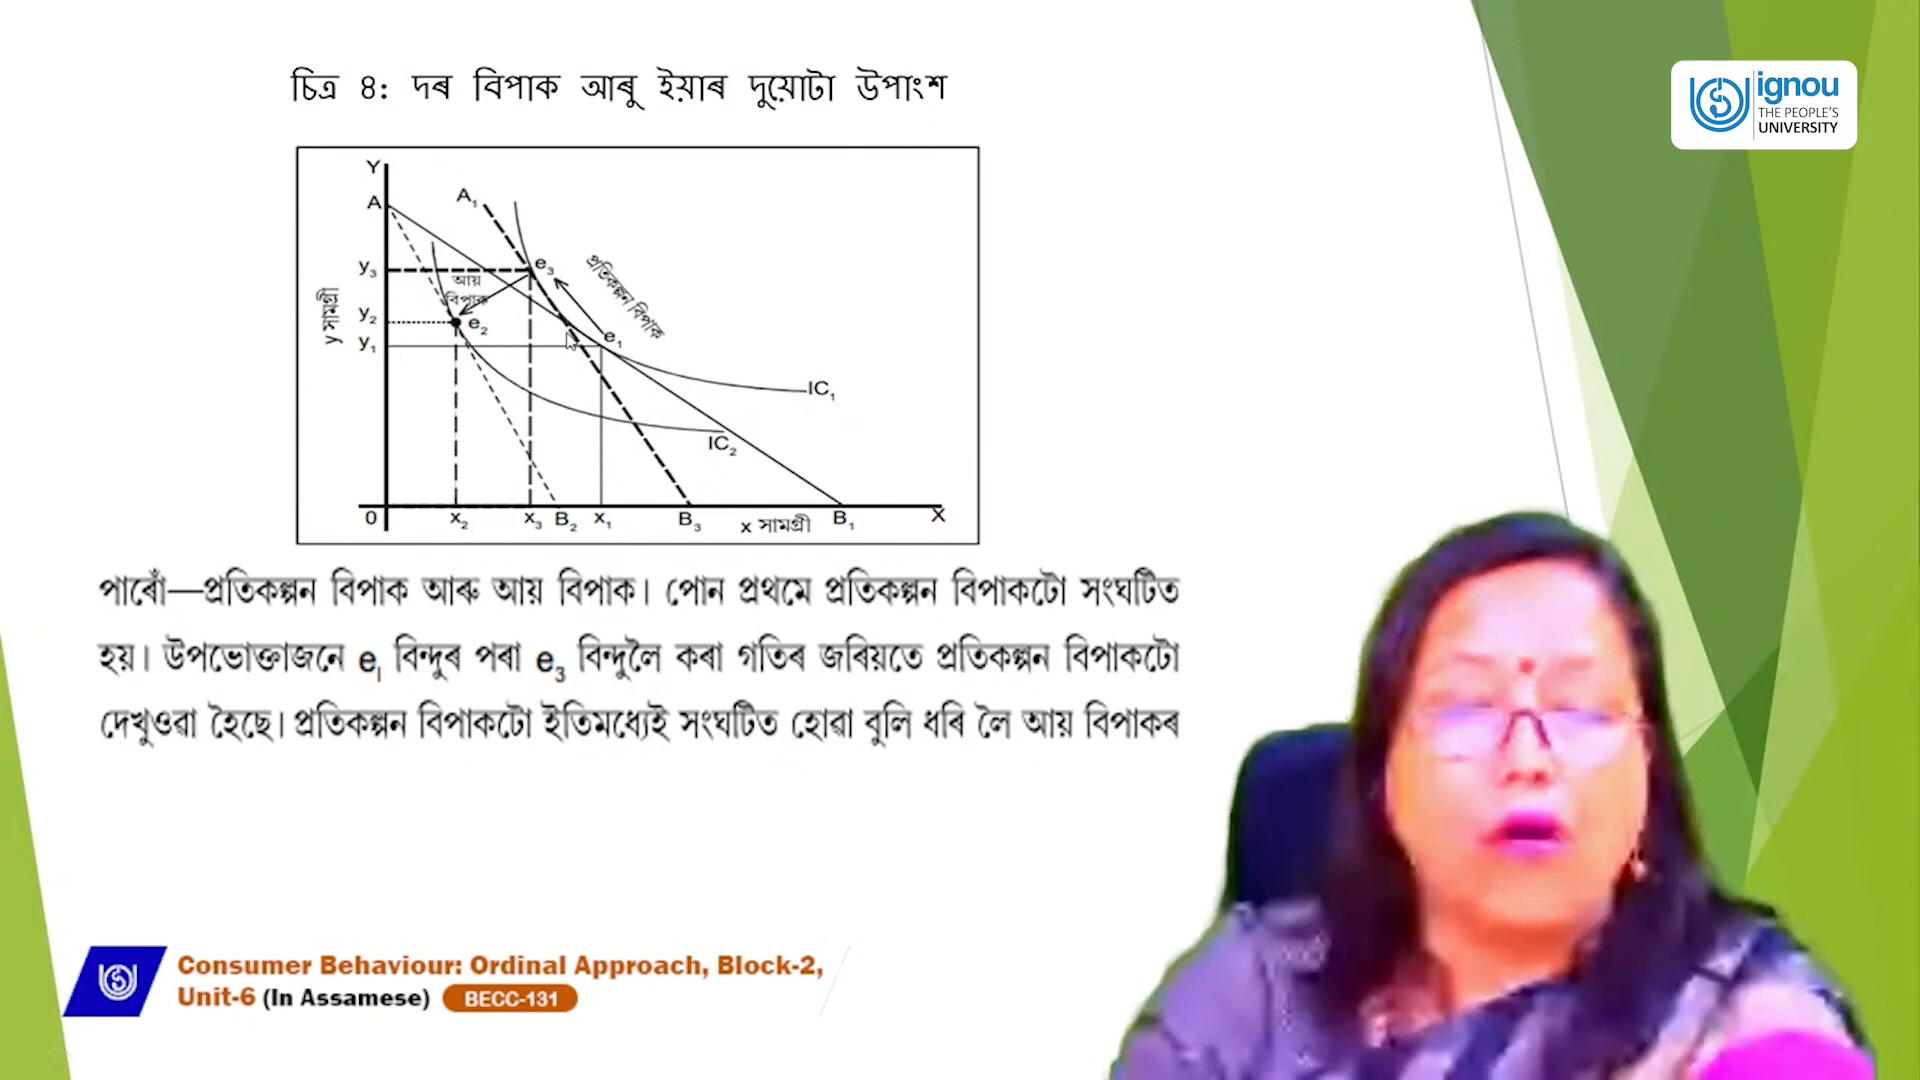 চিত্ৰ ৪: দৰ বিপাক আৰু ইয়াৰ দুয়োটা উপাংশ
ignou
THE PEOPLE'S
UNIVERSITY
Y
A
A₁
y₃
e₃
প্ৰতিকল্পন বিপাক
আয়
বিপাক
y সামগ্ৰী
y₂
e₂
y₁
e₁
IC₁
IC₂
0
x₂
x₃
B₂
x₁
B₃
x সামগ্ৰী
B₁
X
পাৰোঁ—প্ৰতিকল্পন বিপাক আৰু আয় বিপাক। পোন প্ৰথমে প্ৰতিকল্পন বিপাকটো সংঘটিত
হয়। উপভোক্তাজনে e₁ বিন্দুৰ পৰা e₃ বিন্দুলৈ কৰা গতিৰ জৰিয়তে প্ৰতিকল্পন বিপাকটো
দেখুওৱা হৈছে। প্ৰতিকল্পন বিপাকটো ইতিমধ্যেই সংঘটিত হোৱা বুলি ধৰি লৈ আয় বিপাকৰ
Consumer Behaviour: Ordinal Approach, Block-2,
Unit-6 (In Assamese) BECC-131